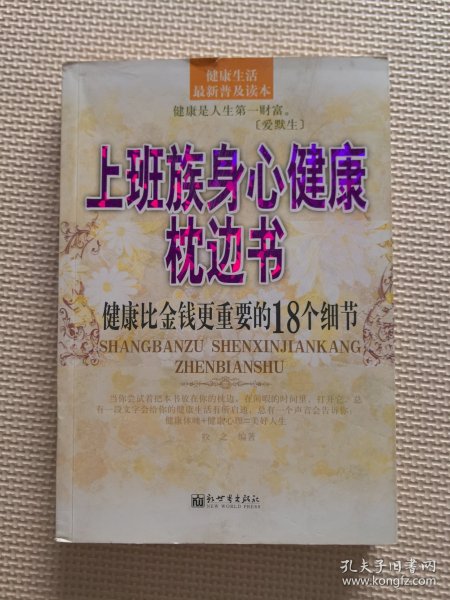 健康生活
最新普及读本
健康是人生第一财富。
〔爱默生〕
上班族身心健康
枕边书
健康比金钱更重要的18个细节
SHANGBANZU SHENXINJIANKANG
ZHENBIANSHU
当你尝试着把本书放在你的枕边，在闲暇的时间里，打开它，总
有一段文字会给你的健康生活有所启迪，总有一个声音会告诉你：
健康体魄+健康心理=美好人生
牧之 编著
新世界出版社
NEW WORLD PRESS
孔夫子旧书网
www.kongfz.com